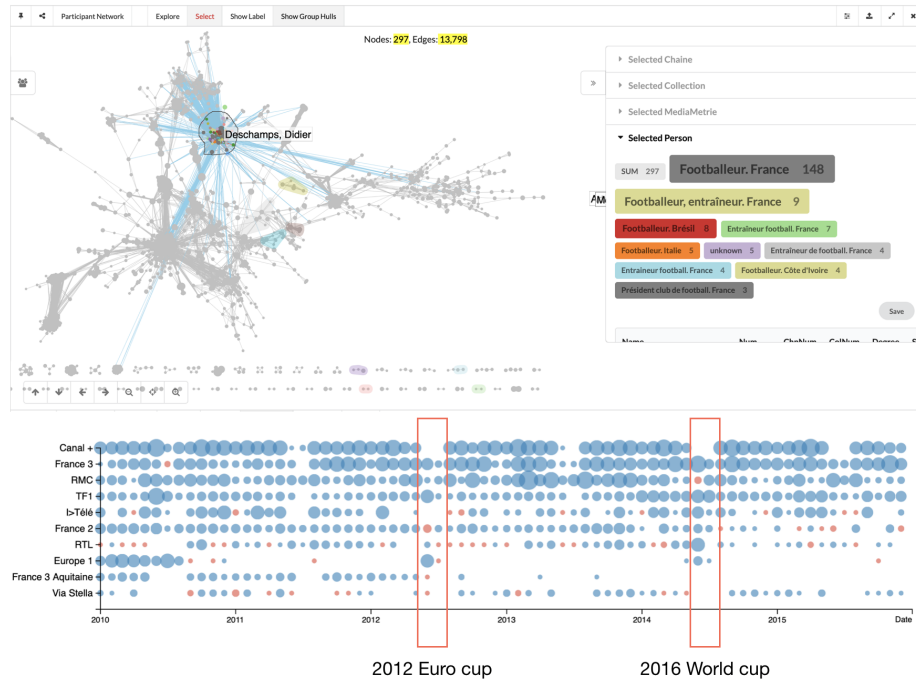 Participant Network Explore Select Show Label Show Group Hulls
Nodes: 297, Edges: 13,798
Deschamps, Didier
Selected Chaine
Selected Collection
Selected MediaMetrie
Selected Person
SUM 297 Footballeur. France 148
Footballeur, entraîneur. France 9
Footballeur. Brésil 8 Entraîneur football. France 7
Footballeur. Italie 5 unknown 5 Entraîneur de football. France 4
Entraineur football. France 4 Footballeur. Côte d'Ivoire 4
Président club de football. France 3
Save
Name Num ChnNum ColNum Degree
Canal +
France 3
RMC
TF1
I>Télé
France 2
RTL
Europe 1
France 3 Aquitaine
Via Stella
2010 2011 2012 2013 2014 2015 Date
2012 Euro cup 2016 World cup